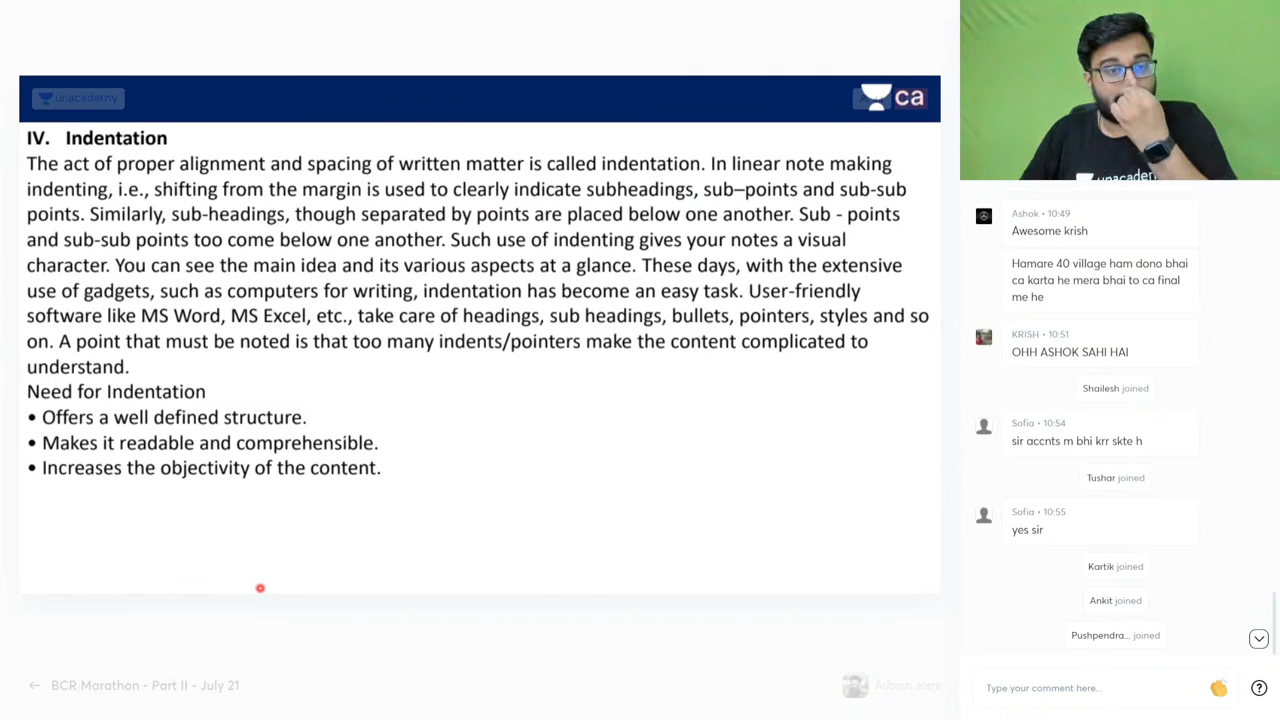 unacademy
ca
IV. Indentation
The act of proper alignment and spacing of written matter is called indentation. In linear note making
indenting, i.e., shifting from the margin is used to clearly indicate subheadings, sub–points and sub-sub
points. Similarly, sub-headings, though separated by points are placed below one another. Sub - points
and sub-sub points too come below one another. Such use of indenting gives your notes a visual
character. You can see the main idea and its various aspects at a glance. These days, with the extensive
use of gadgets, such as computers for writing, indentation has become an easy task. User-friendly
software like MS Word, MS Excel, etc., take care of headings, sub headings, bullets, pointers, styles and so
on. A point that must be noted is that too many indents/pointers make the content complicated to
understand.
Need for Indentation
• Offers a well defined structure.
• Makes it readable and comprehensible.
• Increases the objectivity of the content.
← BCR Marathon - Part II - July 21
unacademy
Ashok • 10:49
Awesome krish
Hamare 40 village ham dono bhai
ca karta he mera bhai to ca final
me he
KRISH • 10:51
OHH ASHOK SAHI HAI
Shailesh joined
Sofia • 10:54
sir accnts m bhi krr skte h
Tushar joined
Sofia • 10:55
yes sir
Kartik joined
Ankit joined
Pushpendra... joined
Type your comment here...
?